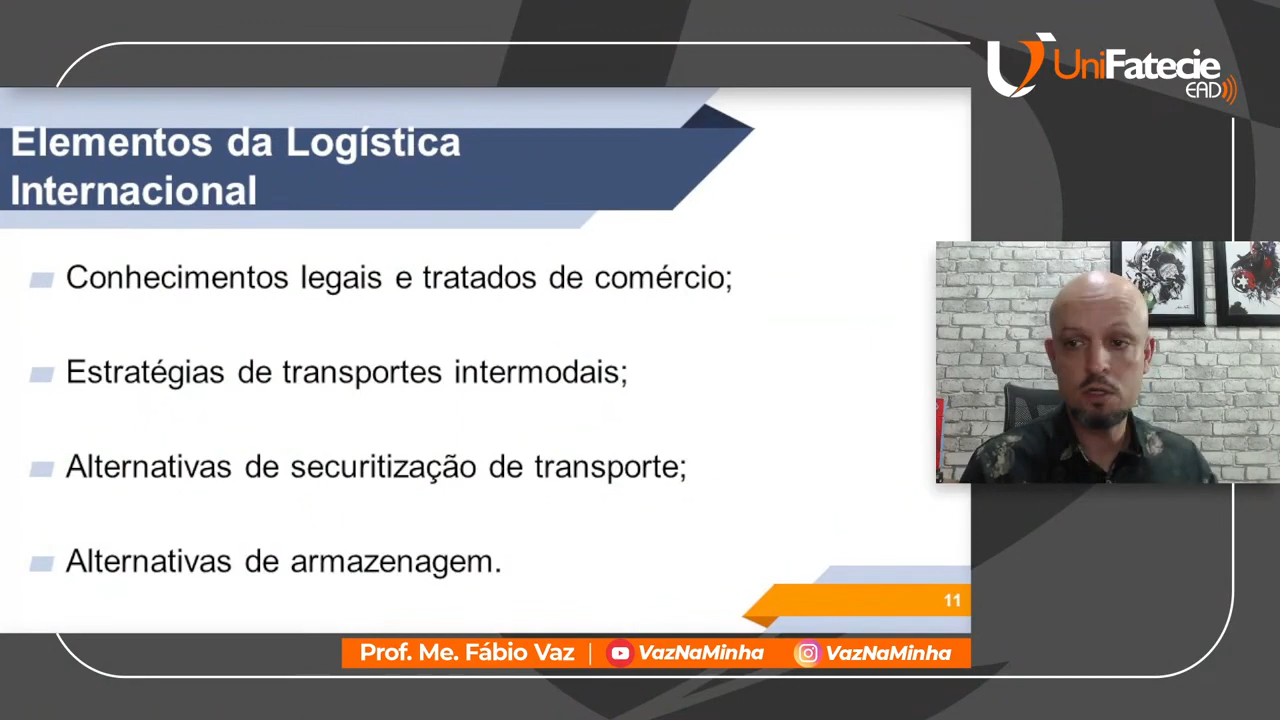 UniFatecie
EAD
Elementos da Logística
Internacional
Conhecimentos legais e tratados de comércio;
Estratégias de transportes intermodais;
Alternativas de securitização de transporte;
Alternativas de armazenagem.
11
Prof. Me. Fábio Vaz | VazNaMinha VazNaMinha